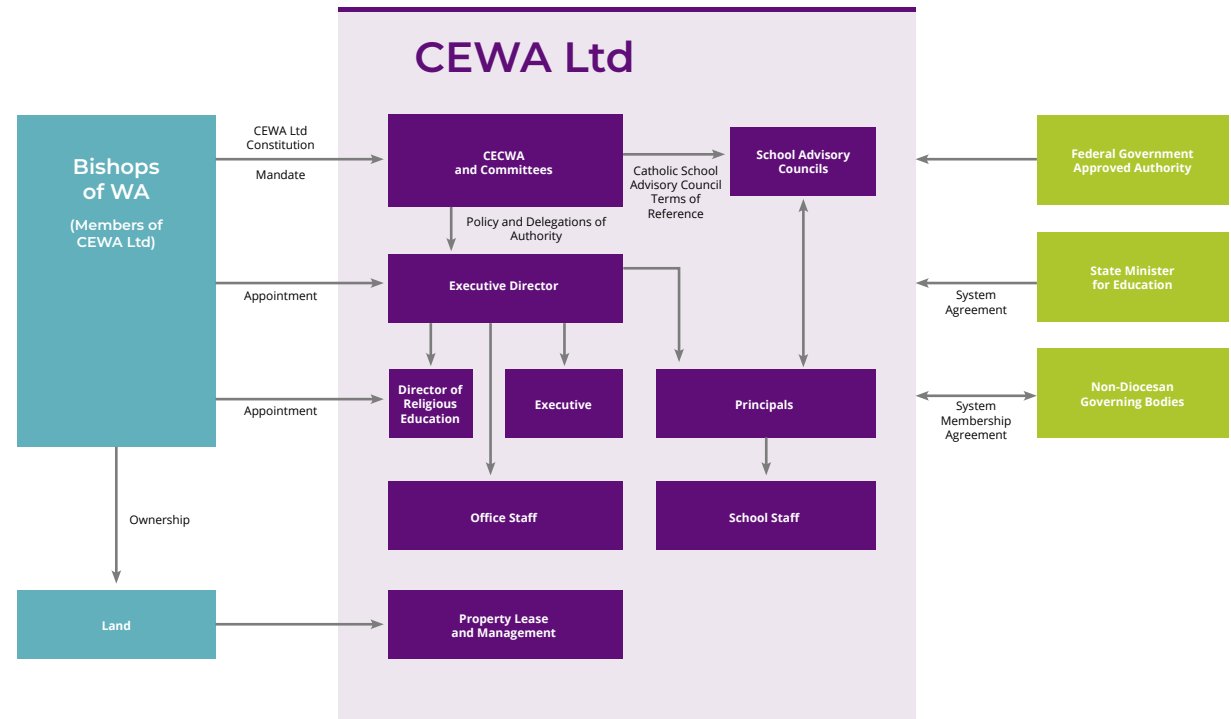 CEWA Ltd
Bishops
of WA
(Members of
CEWA Ltd)
CEWA Ltd
Constitution
Mandate
CECWA
and Committees
Catholic School
Advisory Council
Terms of
Reference
School Advisory
Councils
Federal Government
Approved Authority
Policy and Delegations of
Authority
Appointment
Executive Director
State Minister
for Education
System
Agreement
Appointment
Director of
Religious
Education
Executive
Principals
Non-Diocesan
Governing Bodies
System
Membership
Agreement
Ownership
Office Staff
School Staff
Land
Property Lease
and Management